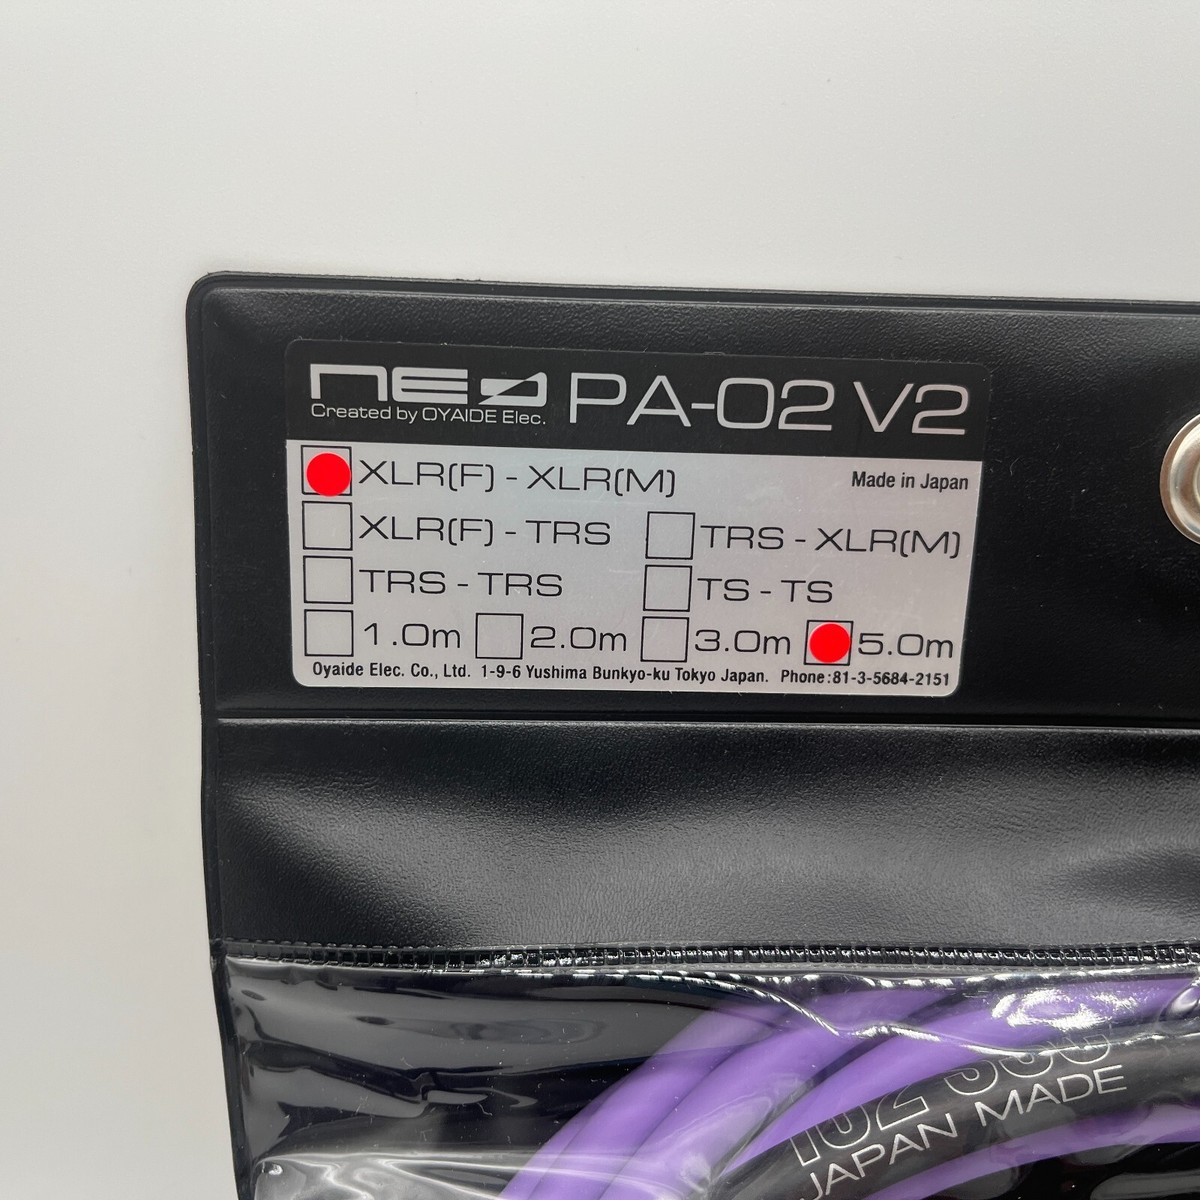 neo PA-02 V2
Created by OYAIDE Elec.
XLR(F) - XLR(M) Made in Japan
XLR(F) - TRS TRS - XLR(M)
TRS - TRS TS - TS
1.0m 2.0m 3.0m 5.0m
Oyaide Elec. Co., Ltd. 1-9-6 Yushima Bunkyo-ku Tokyo Japan. Phone:81-3-5684-2151
102 SSC
JAPAN MADE